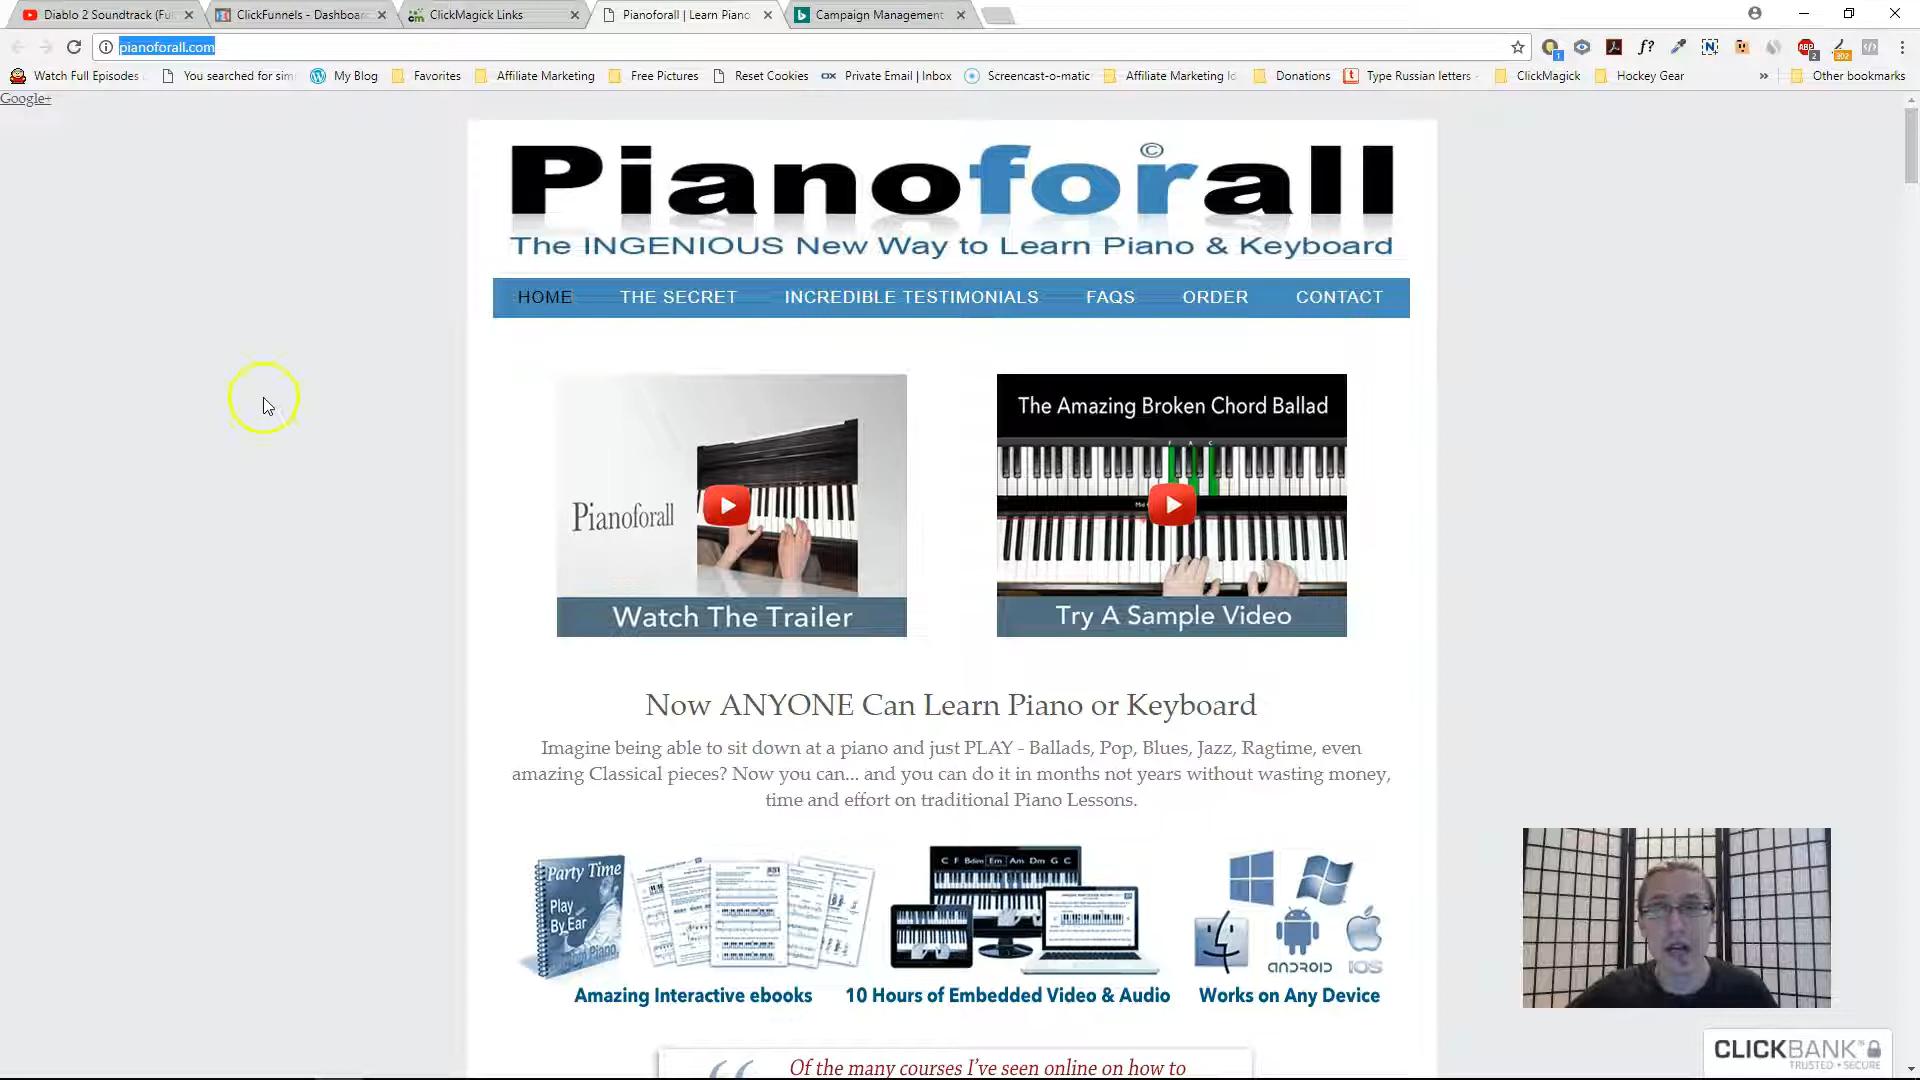 Diablo 2 Soundtrack (Fu
ClickFunnels - Dashboar
ClickMagick Links
Pianoforall | Learn Piano
Campaign Management
pianoforall.com
Watch Full Episodes
You searched for sim
My Blog
Favorites
Affiliate Marketing
Free Pictures
Reset Cookies
Private Email | Inbox
Screencast-o-matic
Affiliate Marketing Id
Donations
Type Russian letters -
ClickMagick
Hockey Gear
»
Other bookmarks
Google+
Pianoforall ©
The INGENIOUS New Way to Learn Piano & Keyboard
HOME
THE SECRET
INCREDIBLE TESTIMONIALS
FAQS
ORDER
CONTACT
Pianoforall
Watch The Trailer
The Amazing Broken Chord Ballad
F A C
Try A Sample Video
Now ANYONE Can Learn Piano or Keyboard
Imagine being able to sit down at a piano and just PLAY - Ballads, Pop, Blues, Jazz, Ragtime, even
amazing Classical pieces? Now you can... and you can do it in months not years without wasting money,
time and effort on traditional Piano Lessons.
Party Time
Play
By Ear
C F Bdim Em Am Dm G C
ANDROID
iOS
Amazing Interactive ebooks
10 Hours of Embedded Video & Audio
Works on Any Device
Of the many courses I've seen online on how to
CLICKBANK
TRUSTED • SECURE